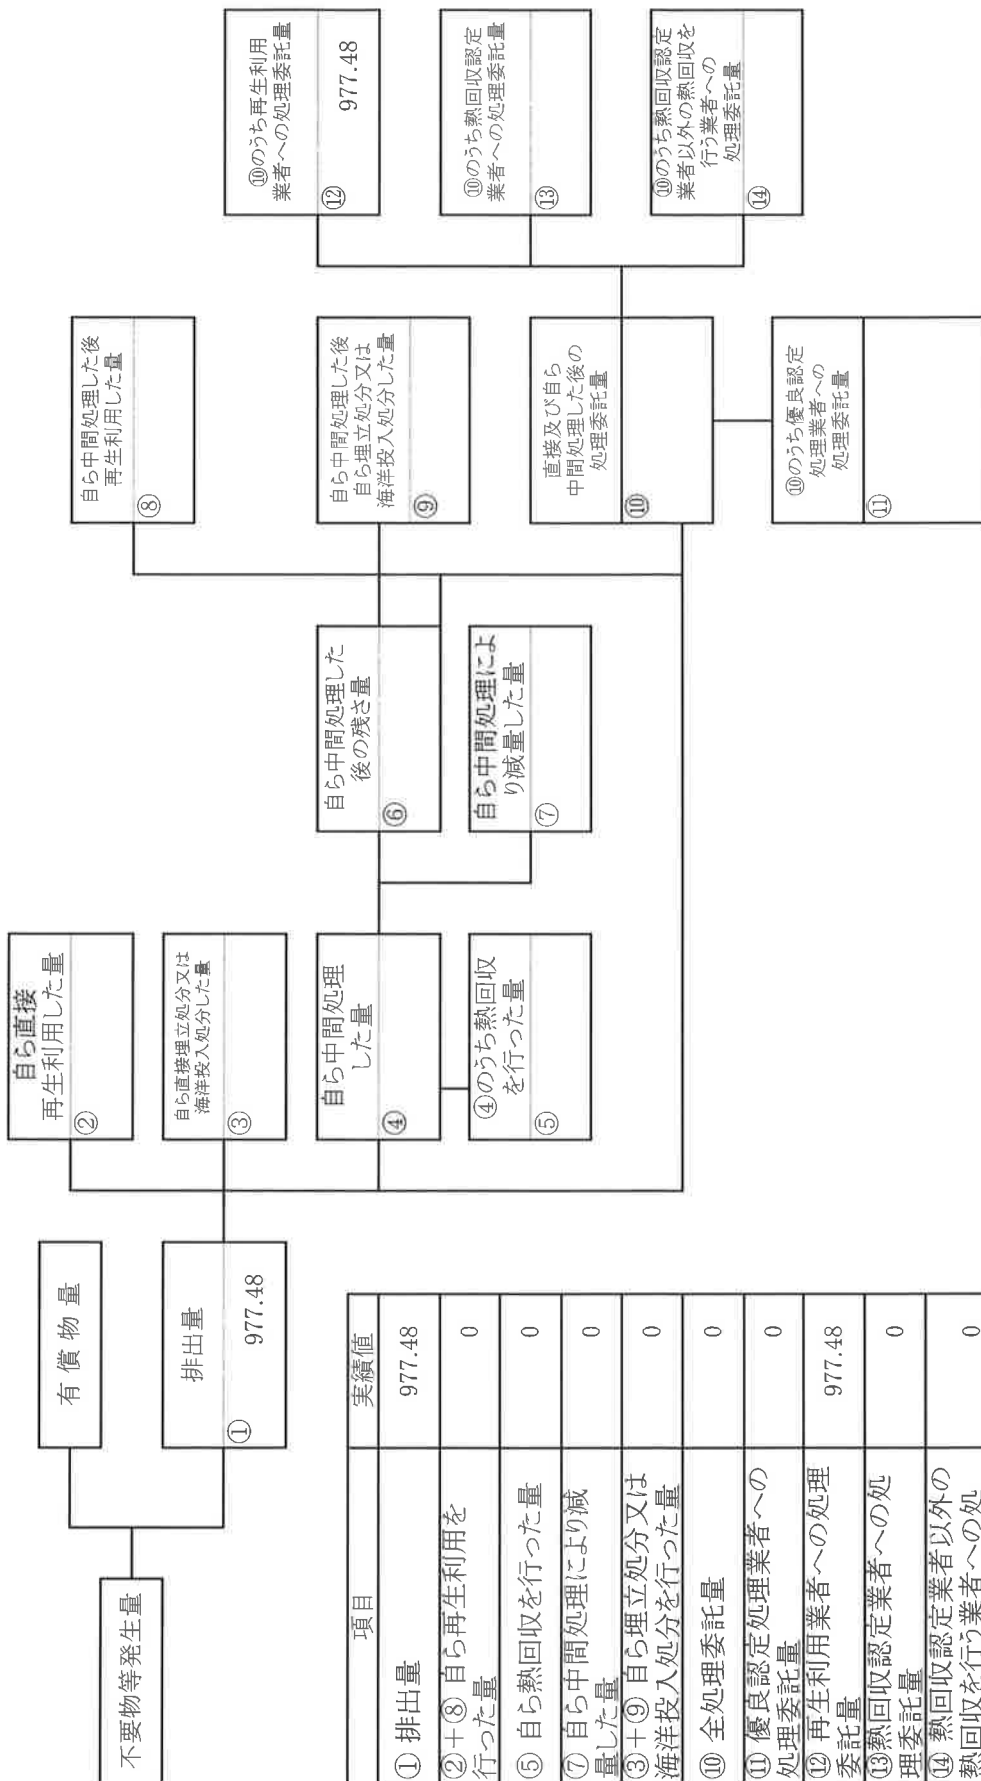 不要物等発生量
有償物量
排出量
①
977.48
自ら直接
再生利用した量
②
自ら直接埋立処分又は
海洋投入処分した量
③
自ら中間処理
した量
④
④のうち熱回収
を行った量
⑤
自ら中間処理した
後の残さ量
⑥
自ら中間処理によ
り減量した量
⑦
自ら中間処理した後
再生利用した量
⑧
自ら中間処理した後
自ら埋立処分又は
海洋投入処分した量
⑨
直接及び自ら
中間処理した後の
処理委託量
⑩
⑩のうち優良認定
処理業者への
処理委託量
⑪
⑩のうち再生利用
業者への処理委託量
⑫
977.48
⑩のうち熱回収認定
業者への処理委託量
⑬
⑩のうち熱回収認定
業者以外の熱回収を
行う業者への
処理委託量
⑭
項目 実績値
① 排出量 977.48
②+⑧ 自ら再生利用を
行った量 0
⑤ 自ら熱回収を行った量 0
⑦ 自ら中間処理により減
量した量 0
③+⑨ 自ら埋立処分又は
海洋投入処分を行った量 0
⑩ 全処理委託量 0
⑪ 優良認定処理業者への
処理委託量 0
⑫ 再生利用業者への処理
委託量 977.48
⑬熱回収認定業者への処
理委託量 0
⑭ 熱回収認定業者以外の
熱回収を行う業者への処 0